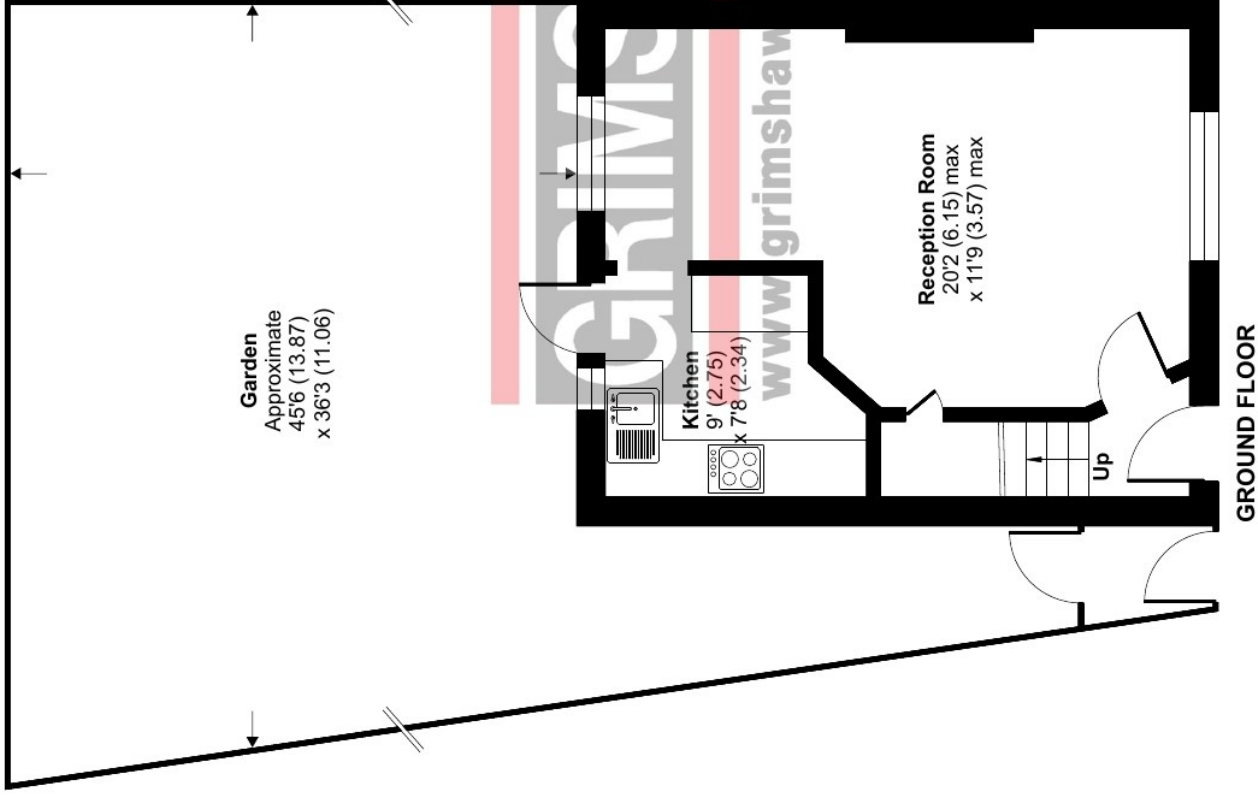 Garden
Approximate
45'6 (13.87)
x 36'3 (11.06)
GRIMS
www.grimshaw
Kitchen
9' (2.75)
x 7'8 (2.34)
Reception Room
20'2 (6.15) max
x 11'9 (3.57) max
Up
GROUND FLOOR